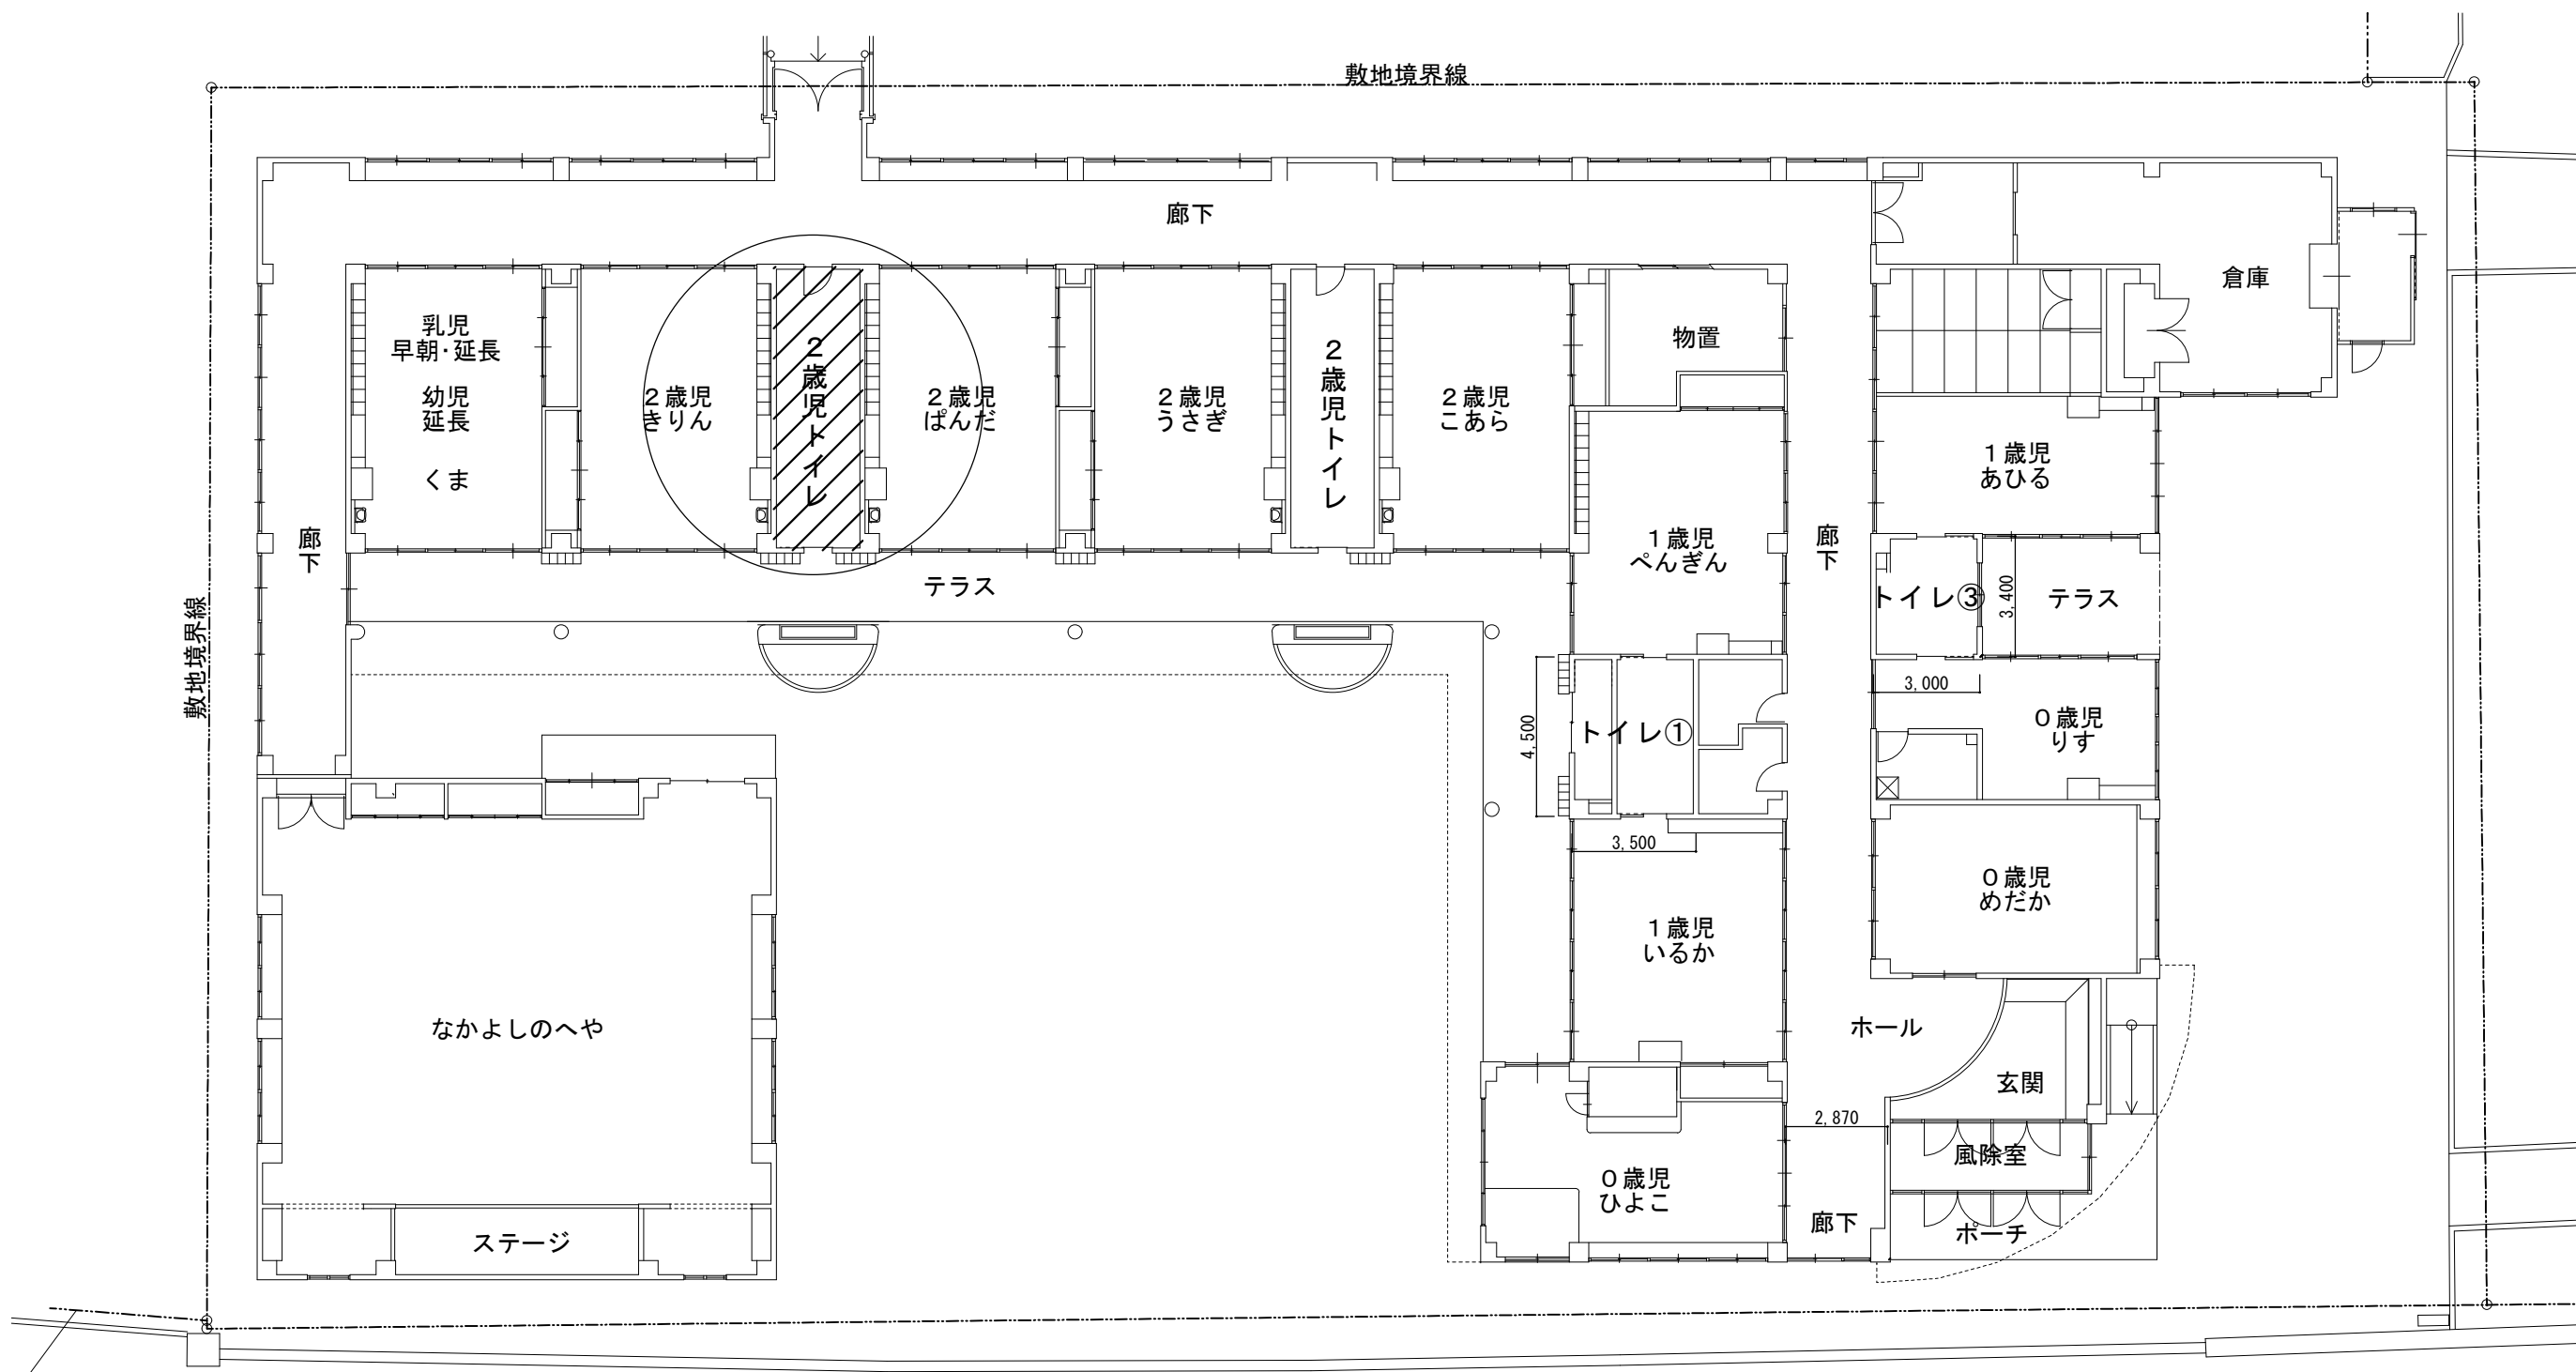 敷地境界線
廊下
倉庫
乳児
早朝・延長
幼児
延長
くま
２歳児
きりん
２歳児トイレ
２歳児
ぱんだ
２歳児
うさぎ
２歳児トイレ
２歳児
こあら
物置
１歳児
あひる
１歳児
ぺんぎん
廊下
廊下
テラス
トイレ③
3,400
テラス
敷地境界線
3,000
０歳児
りす
トイレ①
4,500
3,500
０歳児
めだか
１歳児
いるか
なかよしのへや
ホール
玄関
2,870
風除室
０歳児
ひよこ
廊下
ポーチ
ステージ